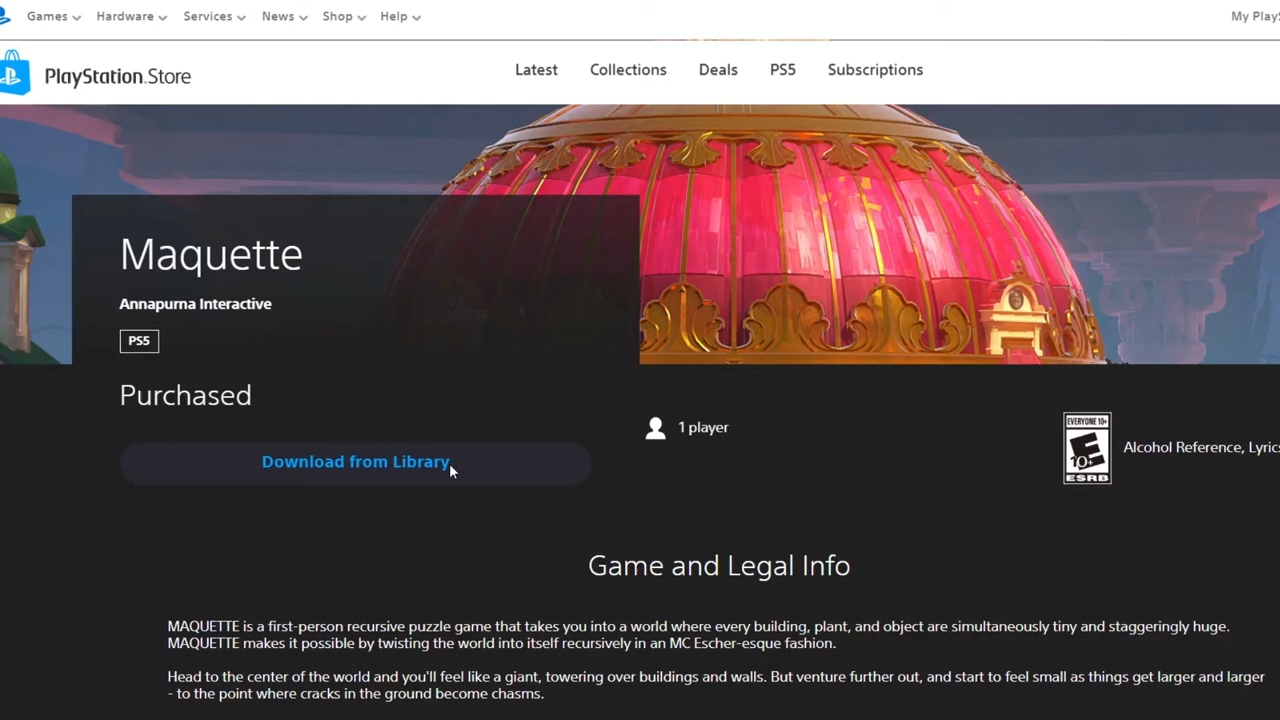 Games Hardware Services News Shop Help My Play
PlayStation.Store
Latest Collections Deals PS5 Subscriptions
Maquette
Annapurna Interactive
PS5
Purchased
Download from Library
1 player
EVERYONE 10+
E
10+
ESRB
Alcohol Reference, Lyric
Game and Legal Info
MAQUETTE is a first-person recursive puzzle game that takes you into a world where every building, plant, and object are simultaneously tiny and staggeringly huge.
MAQUETTE makes it possible by twisting the world into itself recursively in an MC Escher-esque fashion.
Head to the center of the world and you'll feel like a giant, towering over buildings and walls. But venture further out, and start to feel small as things get larger and larger
- to the point where cracks in the ground become chasms.